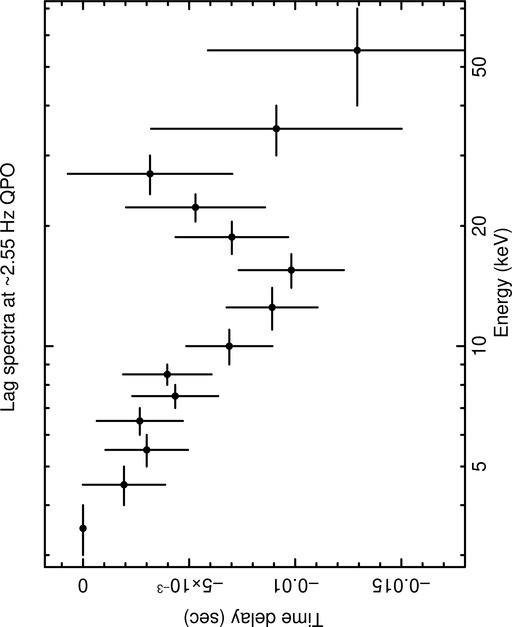 Lag spectra at ~2.55 Hz QPO
Time delay (sec)
0
−5×10⁻³
−0.01
−0.015
5
10
20
50
Energy (keV)